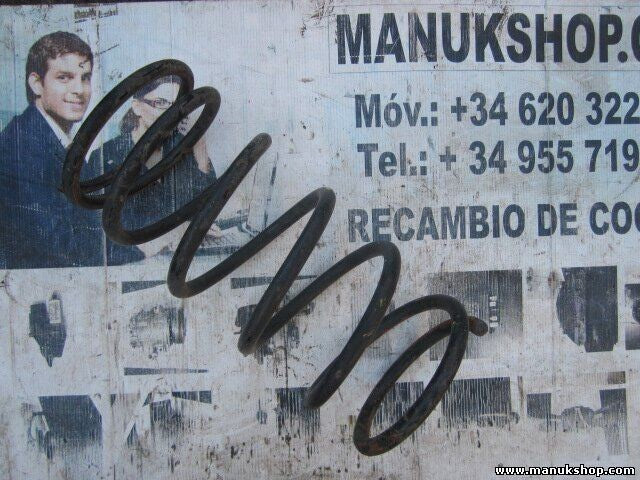 MANUKSHOP.C
Móv.: +34 620 322
Tel.: + 34 955 719
RECAMBIO DE COC
www.manukshop.com